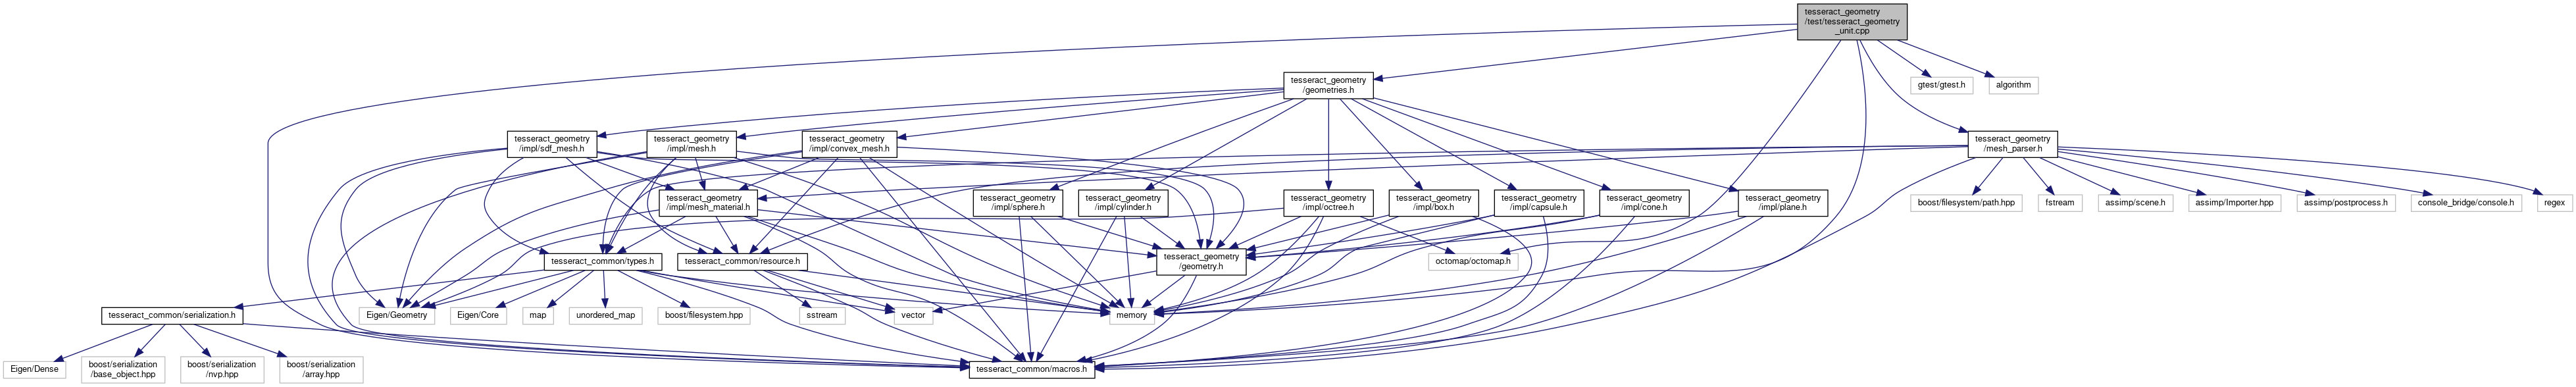 tesseract_geometry
/test/tesseract_geometry
_unit.cpp
tesseract_geometry
/geometries.h
gtest/gtest.h
algorithm
tesseract_geometry
/impl/sdf_mesh.h
tesseract_geometry
/impl/mesh.h
tesseract_geometry
/impl/convex_mesh.h
tesseract_geometry
/mesh_parser.h
tesseract_geometry
/impl/mesh_material.h
tesseract_geometry
/impl/sphere.h
tesseract_geometry
/impl/cylinder.h
tesseract_geometry
/impl/octree.h
tesseract_geometry
/impl/box.h
tesseract_geometry
/impl/capsule.h
tesseract_geometry
/impl/cone.h
tesseract_geometry
/impl/plane.h
boost/filesystem/path.hpp
fstream
assimp/scene.h
assimp/Importer.hpp
assimp/postprocess.h
console_bridge/console.h
regex
tesseract_common/types.h
tesseract_common/resource.h
tesseract_geometry
/geometry.h
octomap/octomap.h
tesseract_common/serialization.h
Eigen/Geometry
Eigen/Core
map
unordered_map
boost/filesystem.hpp
sstream
vector
memory
Eigen/Dense
boost/serialization
/base_object.hpp
boost/serialization
/nvp.hpp
boost/serialization
/array.hpp
tesseract_common/macros.h